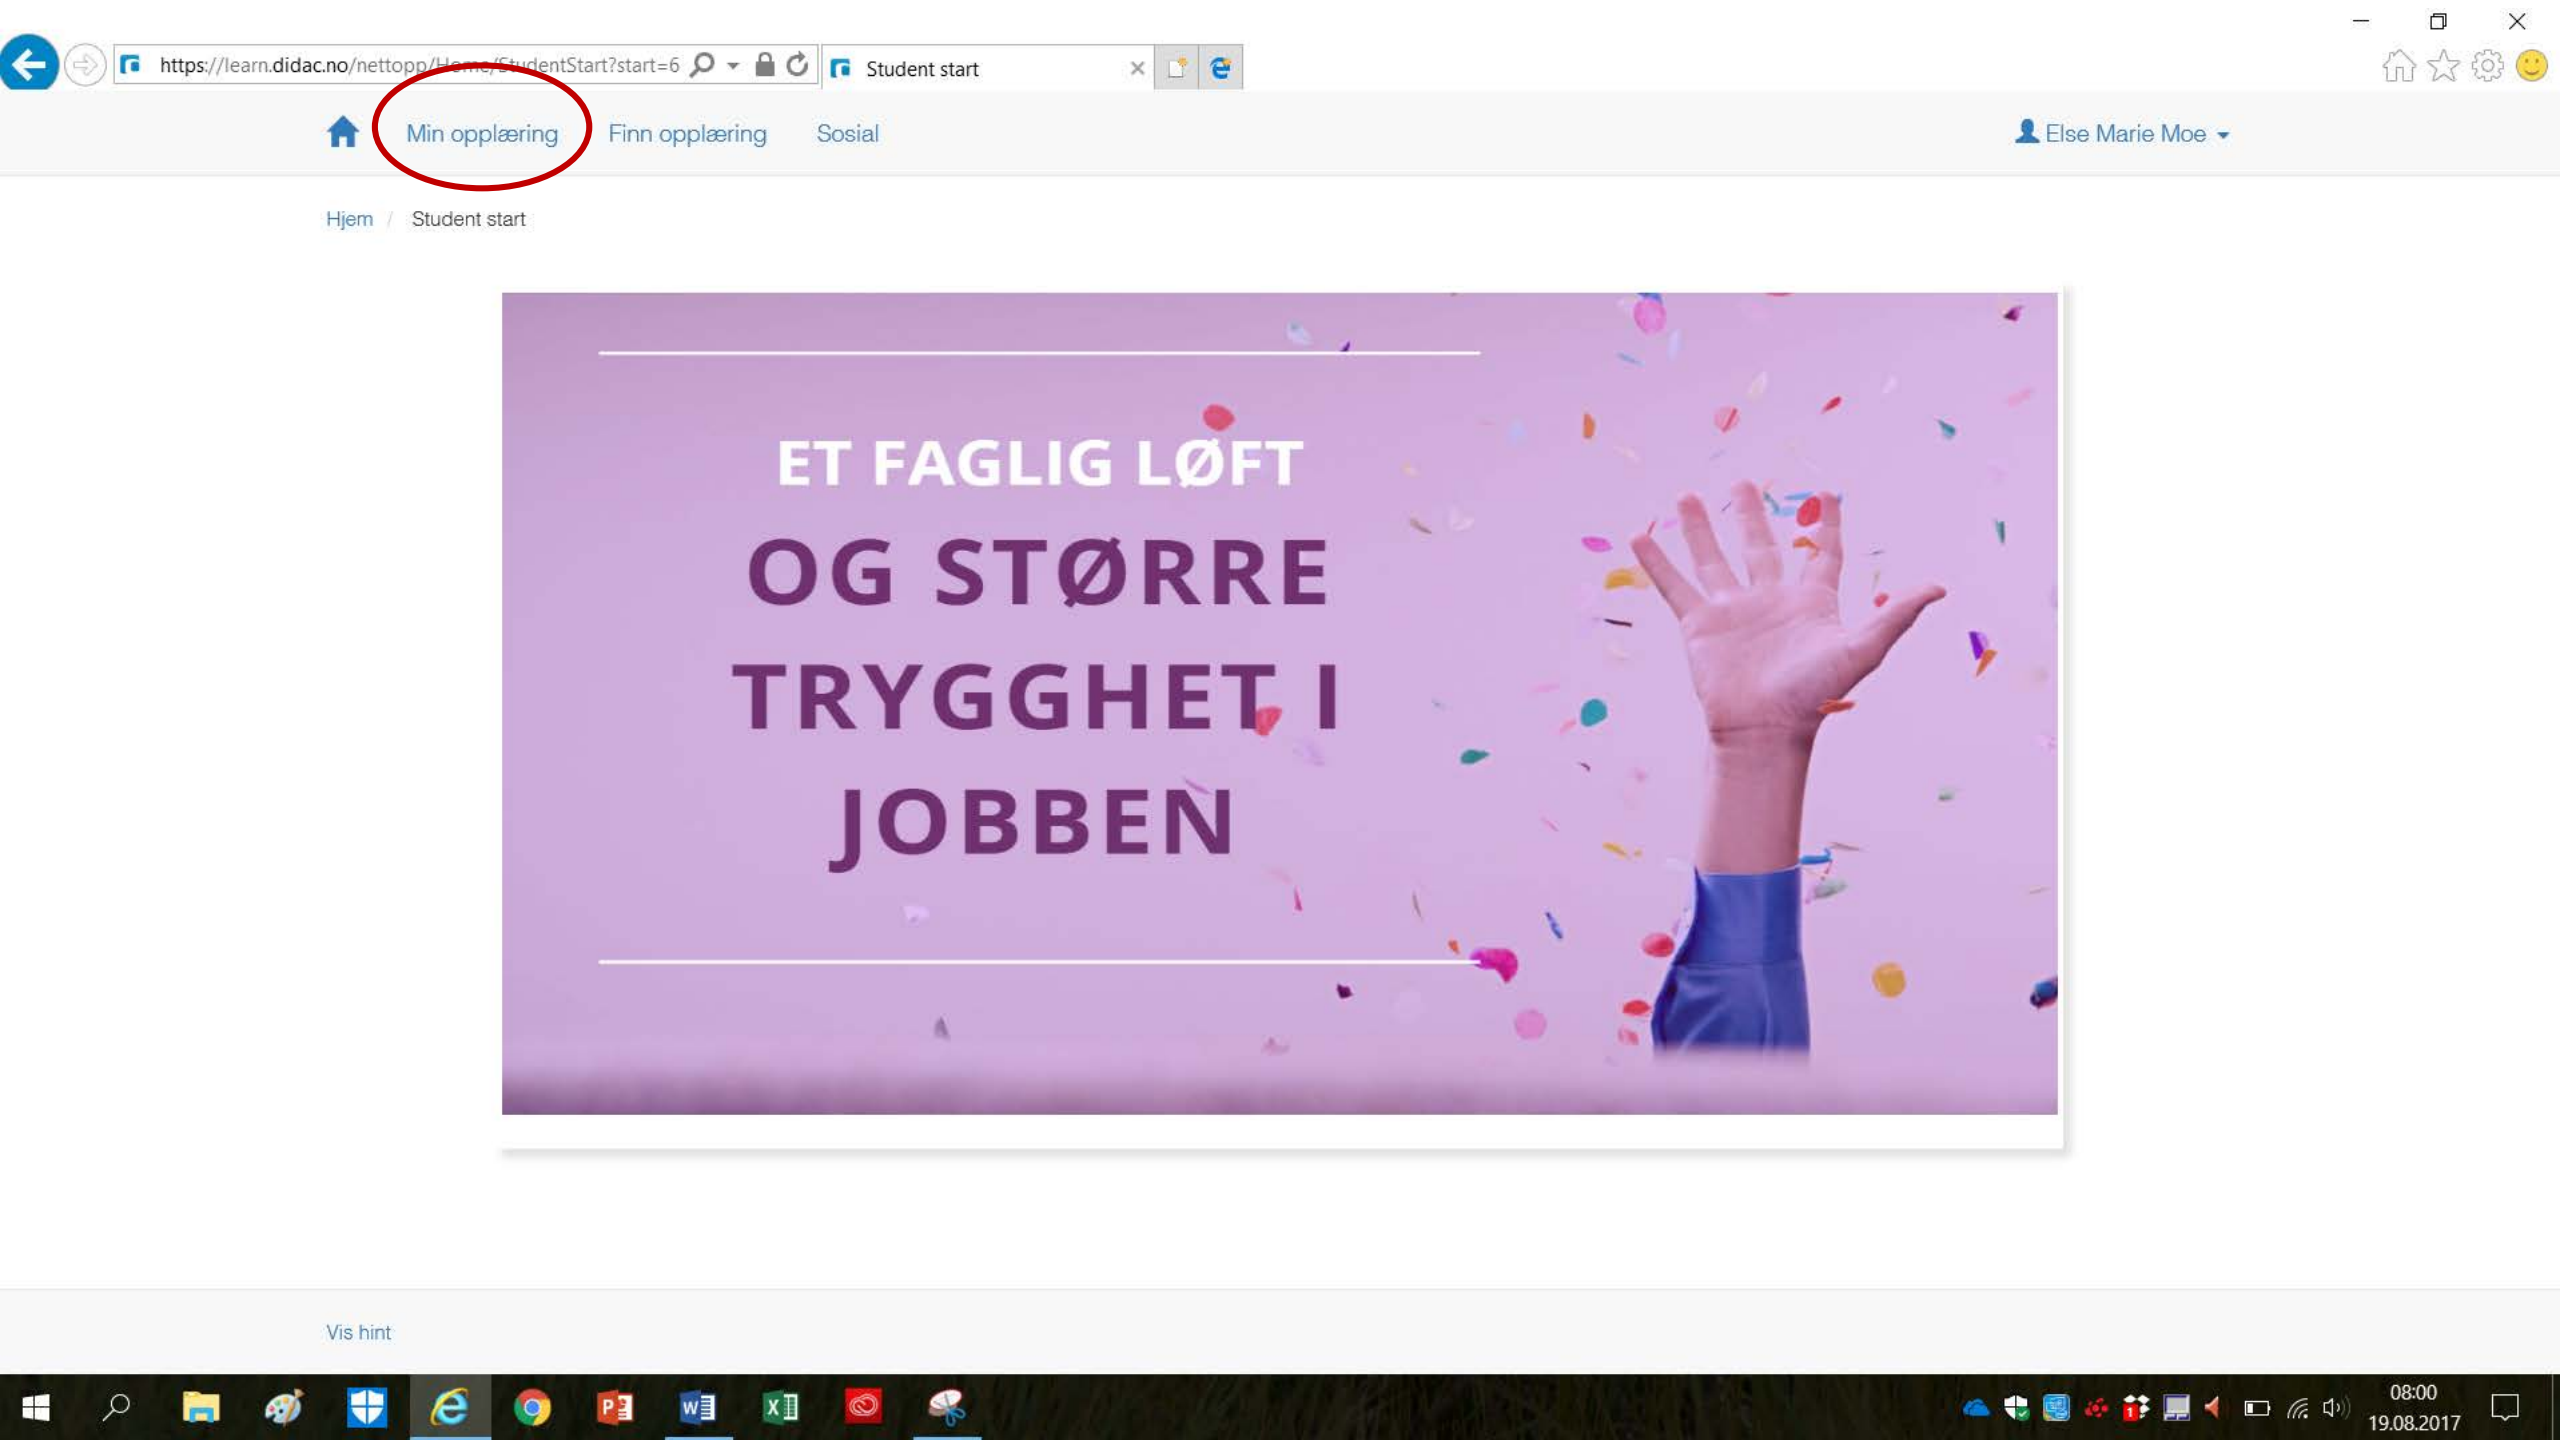 https://learn.didac.no/nettopp/Home/StudentStart?start=6
Student start
Min opplæring
Finn opplæring
Sosial
Else Marie Moe
Hjem / Student start
ET FAGLIG LØFT
OG STØRRE
TRYGGHET I
JOBBEN
Vis hint
08:00
19.08.2017